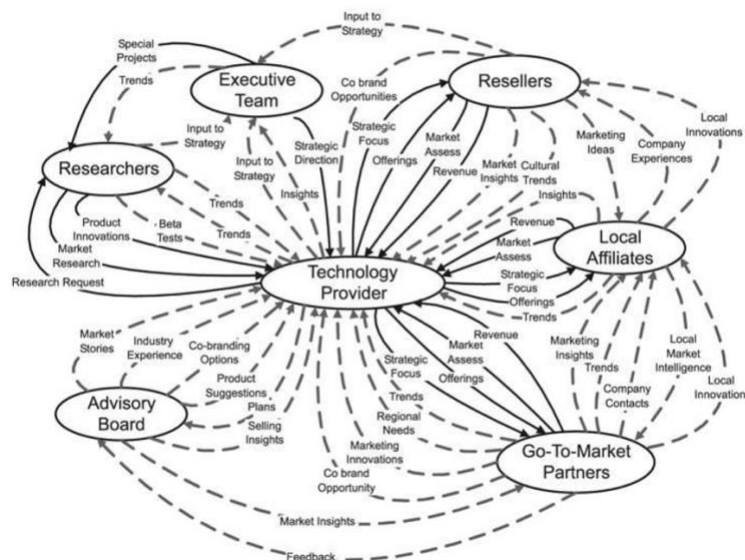 Input to
Strategy
Special
Projects
Executive
Team
Trends
Resellers
Co brand
Opportunities
Local
Innovations
Strategic
Focus
Market
Assess
Marketing
Ideas
Company
Experiences
Input to
Strategy
Input to
Strategy
Strategic
Direction
Offerings
Revenue
Researchers
Market
Insights
Cultural
Trends
Insights
Insights
Trends
Product
Innovations
Beta
Tests
Trends
Revenue
Market
Assess
Local
Affiliates
Market
Research
Research Request
Technology
Provider
Strategic
Focus
Offerings
Trends
Market
Stories
Industry
Experience
Co-branding
Options
Revenue
Strategic
Focus
Market
Assess
Offerings
Marketing
Insights
Trends
Local
Market
Intelligence
Local
Innovation
Company
Contacts
Product
Suggestions
Plans
Selling
Insights
Trends
Regional
Needs
Advisory
Board
Marketing
Innovations
Co brand
Opportunity
Go-To-Market
Partners
Market Insights
Feedback